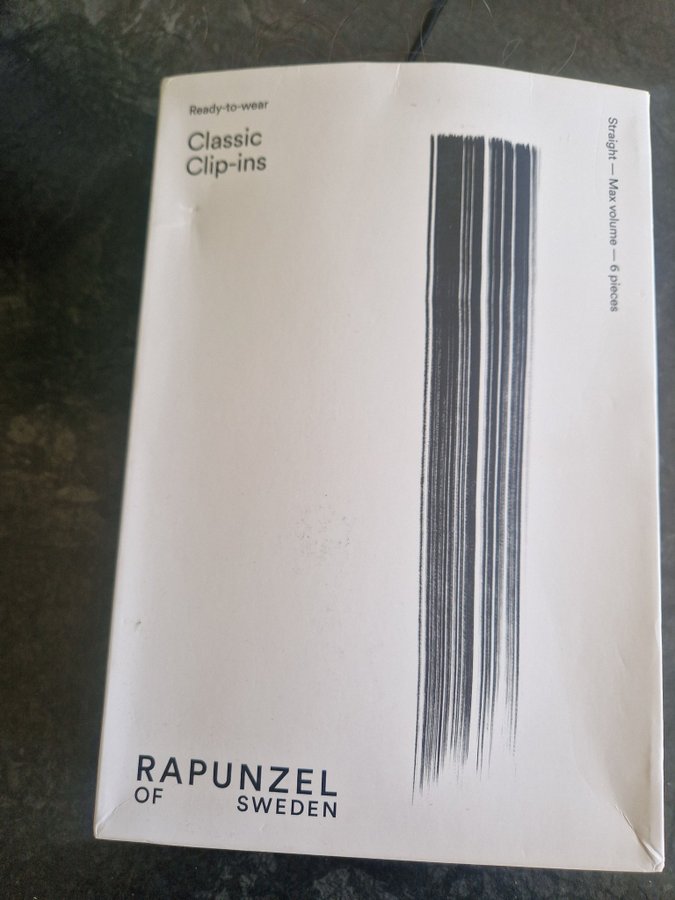 Ready-to-wear
Classic
Clip-ins
Straight — Max volume — 6 pieces
RAPUNZEL
OF SWEDEN